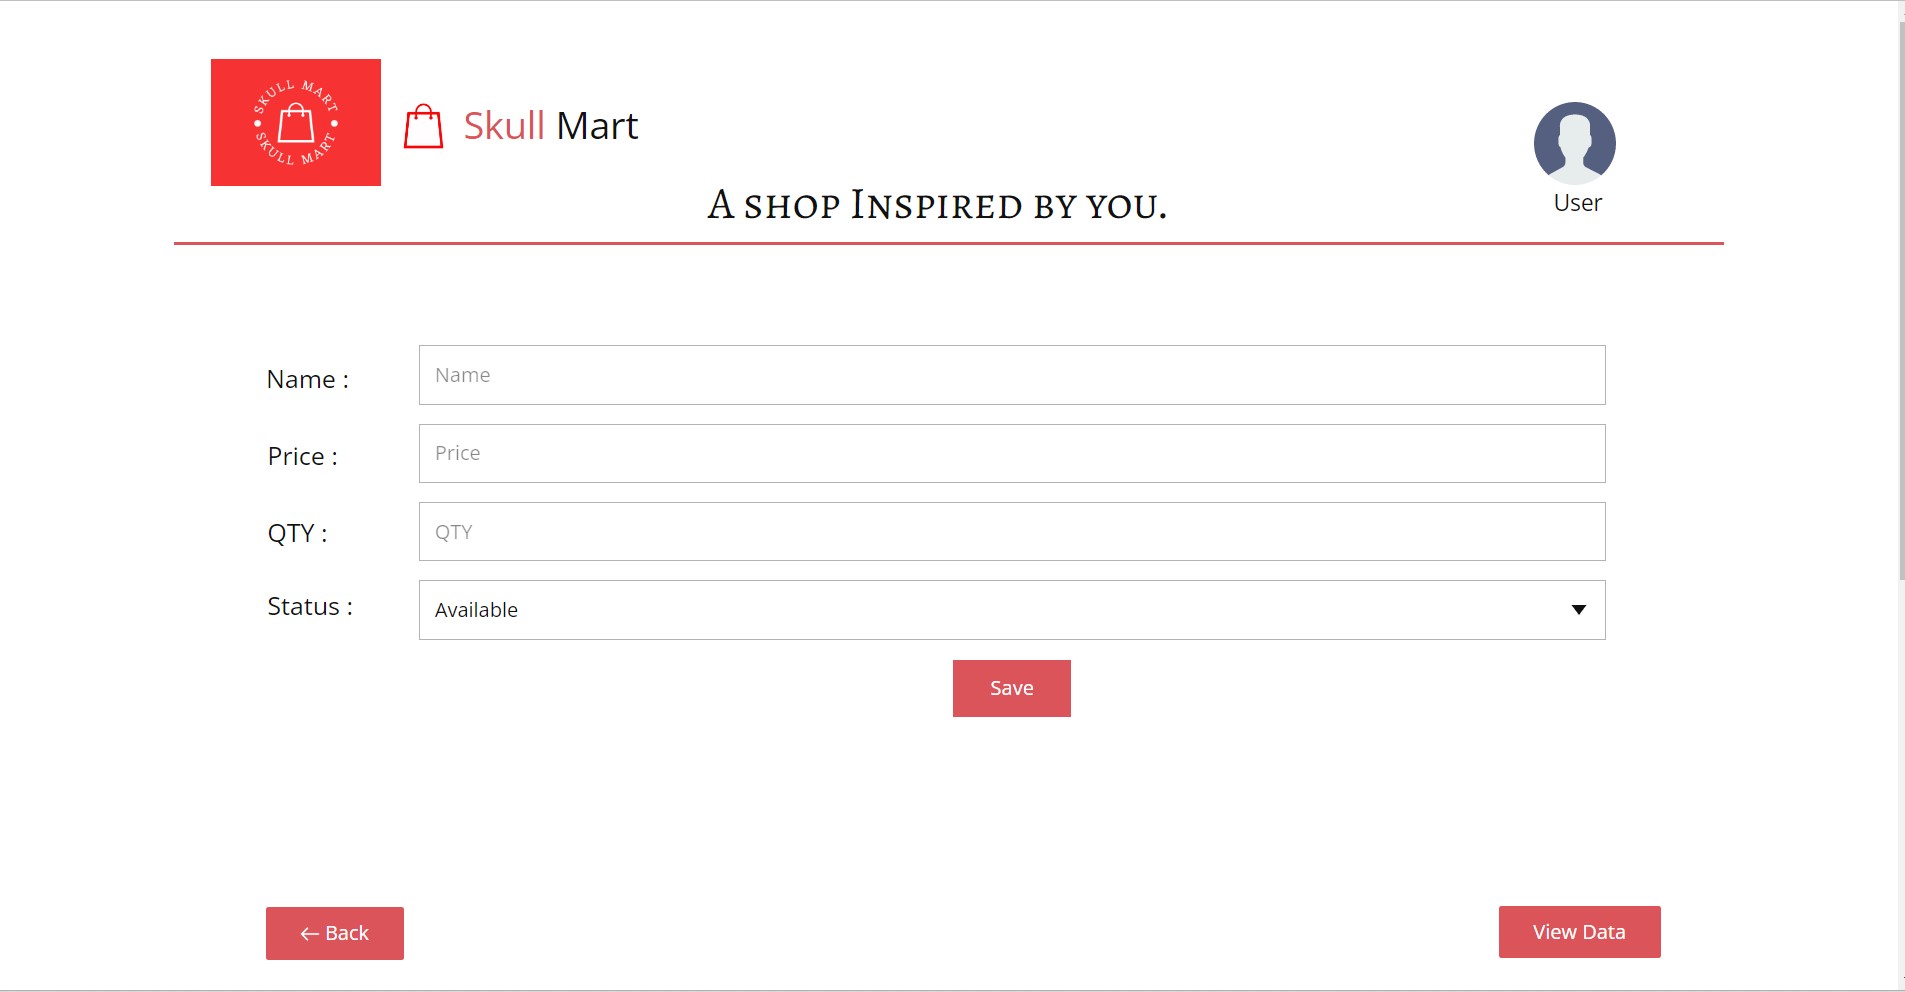 SKULL MART
SKULL MART
Skull Mart
A shop Inspired by you.
User
Name :
Name
Price :
Price
QTY :
QTY
Status :
Available
Save
← Back
View Data